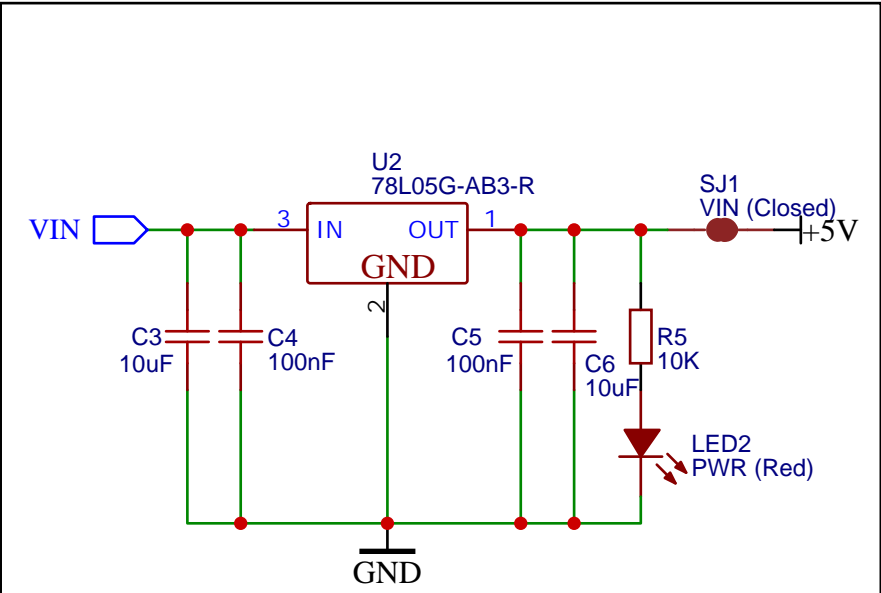 U2
78L05G-AB3-R
SJ1
VIN (Closed)
VIN
3
IN
OUT
1
+5V
GND
2
C3
10uF
C4
100nF
C5
100nF
C6
10uF
R5
10K
LED2
PWR (Red)
GND